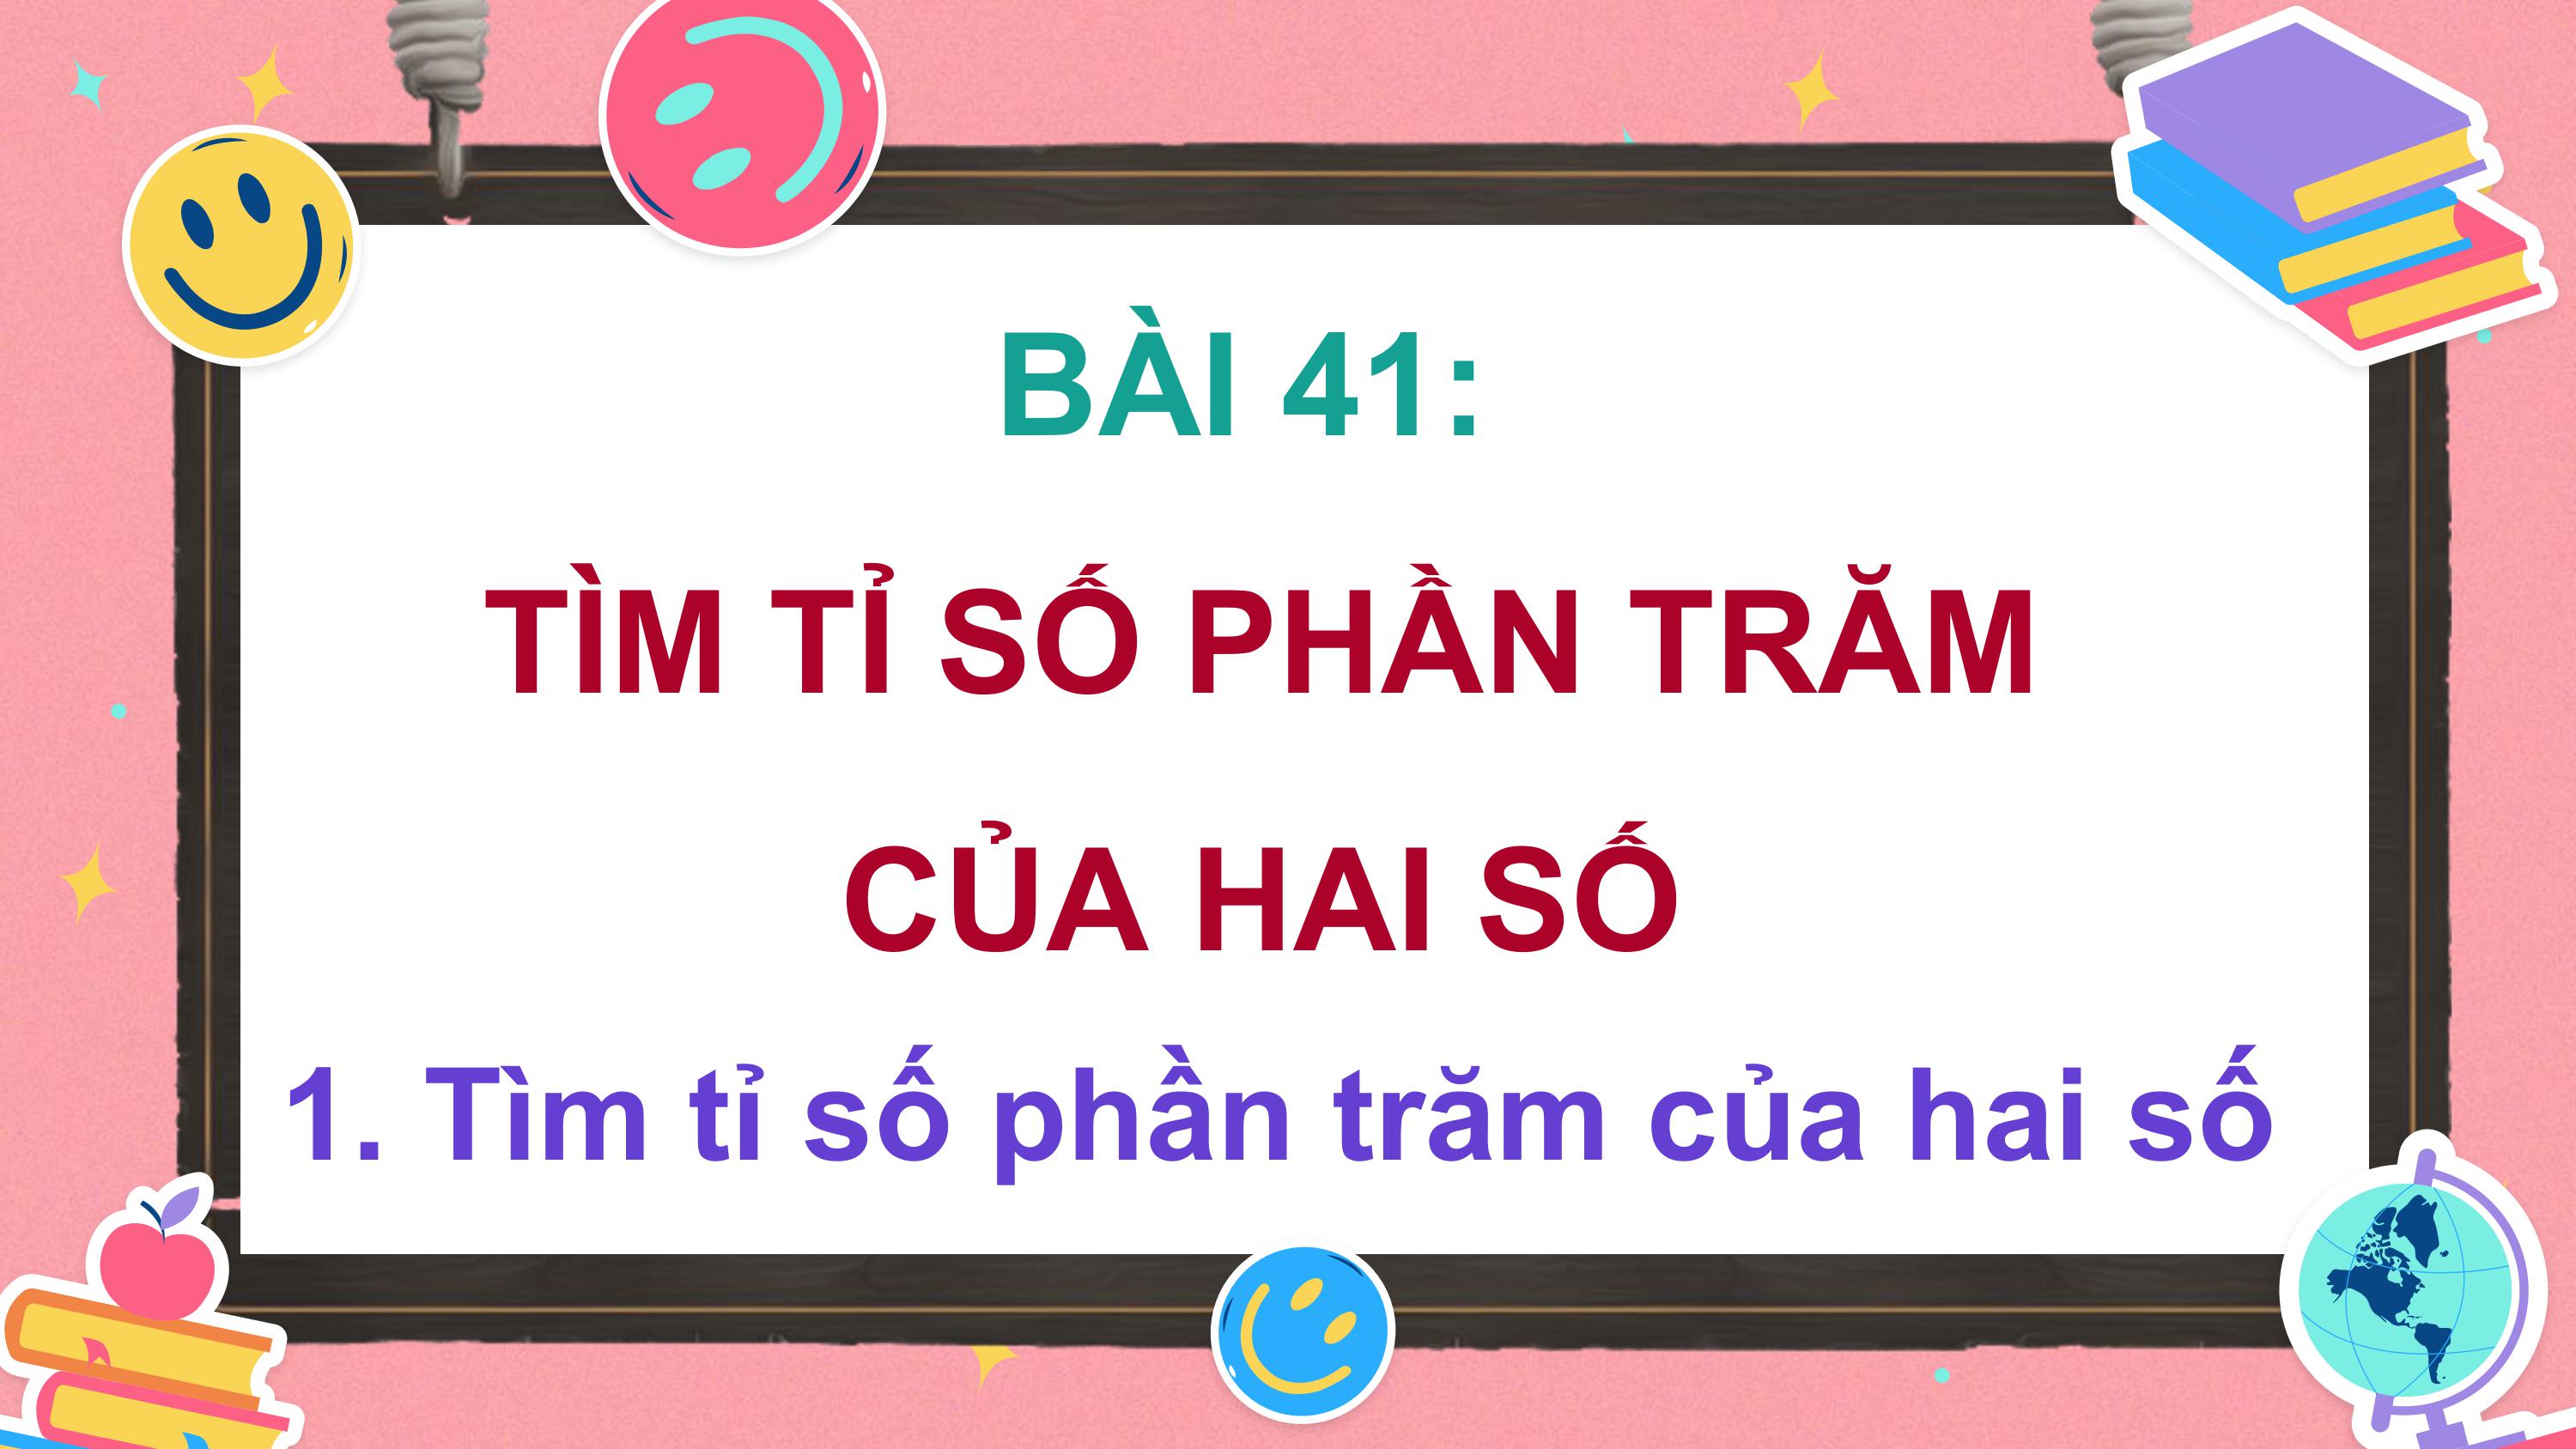 BÀI 41:
TÌM TỈ SỐ PHẦN TRĂM
CỦA HAI SỐ
1. Tìm tỉ số phần trăm của hai số